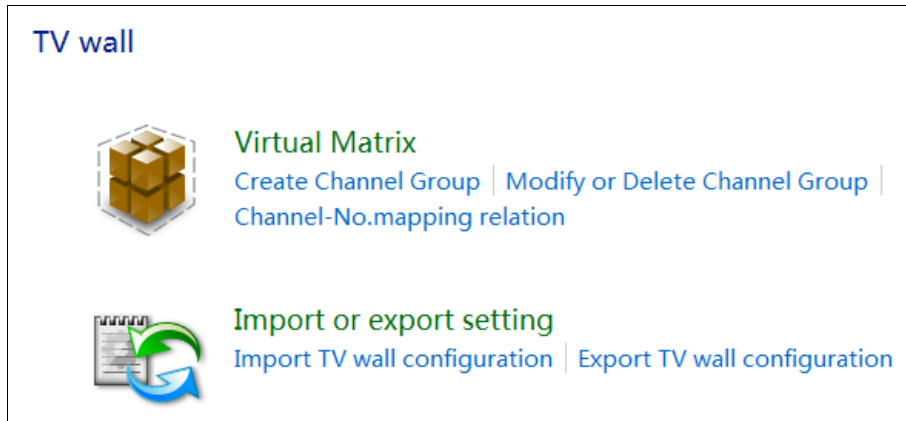 TV wall
Virtual Matrix
Create Channel Group Modify or Delete Channel Group
Channel-No.mapping relation
Import or export setting
Import TV wall configuration Export TV wall configuration